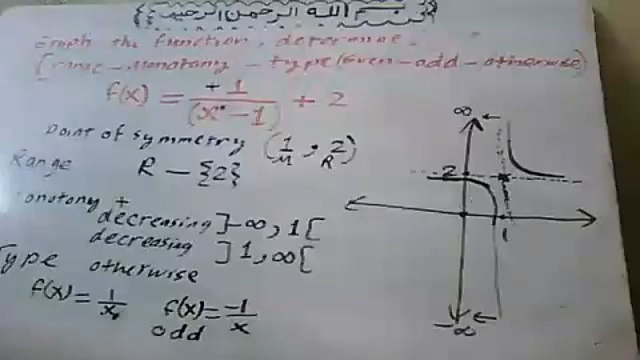 بسم الله الرحمن الرحيم
Graph the function, determine
[range - monotony - type (Even - odd - otherwise)
f(x) = +1/(x - 1) + 2
Point of symmetry (1, 2)
M R
Range R - {2}
onotony +
decreasing ]-∞, 1[
decreasing ]1, ∞[
Type otherwise
f(x) = 1/x, f(x) = -1/x
odd
∞
2
1
-∞